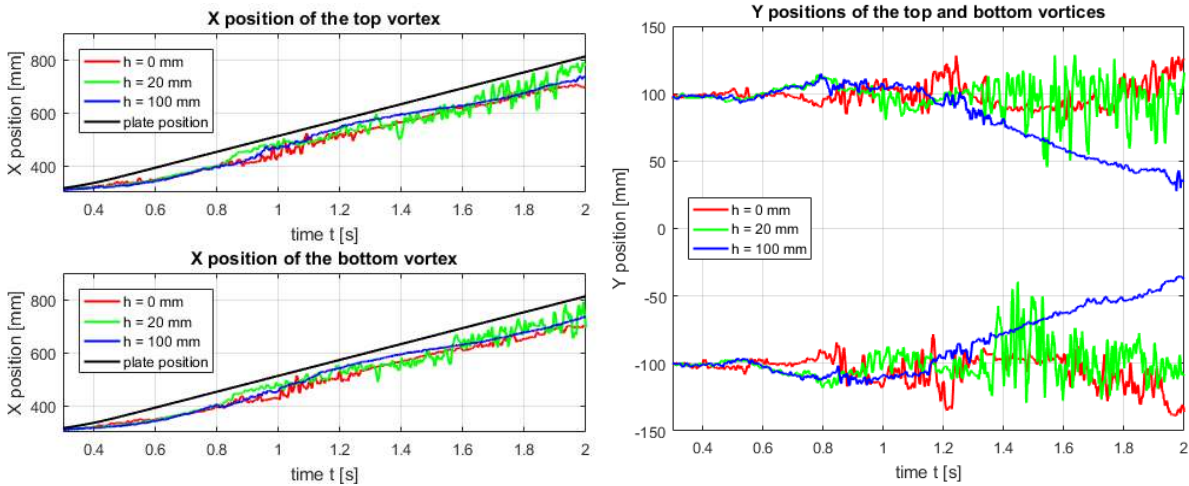 X position of the top vortex
X position [mm]
800
600
400
h = 0 mm
h = 20 mm
h = 100 mm
plate position
0.4 0.6 0.8 1 1.2 1.4 1.6 1.8 2
time t [s]
X position of the bottom vortex
X position [mm]
800
600
400
h = 0 mm
h = 20 mm
h = 100 mm
plate position
0.4 0.6 0.8 1 1.2 1.4 1.6 1.8 2
time t [s]
Y positions of the top and bottom vortices
Y position [mm]
150
100
50
0
-50
-100
-150
h = 0 mm
h = 20 mm
h = 100 mm
0.4 0.6 0.8 1 1.2 1.4 1.6 1.8 2
time t [s]